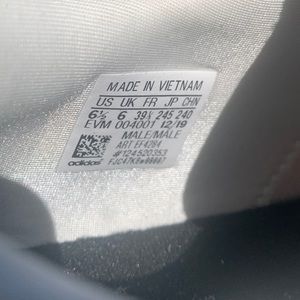 MADE IN VIETNAM
US UK FR JP CHN
6½ 6 39⅓ 245 240
EVM 004001 12/19
MALE/MALE
ART EF4284
#124520353
adidas